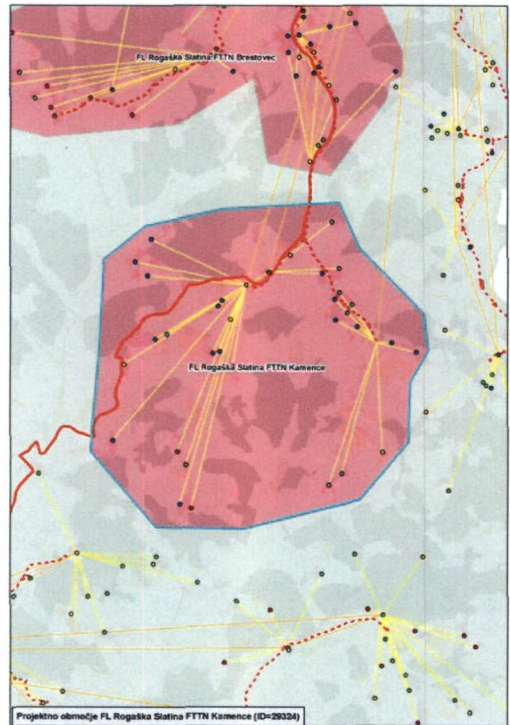 FL Rogaška Slatina FTTN Brestovec
FL Rogaška Slatina FTTN Kamence
Projektno območje FL Rogaška Slatina FTTN Kamence (ID=29324)